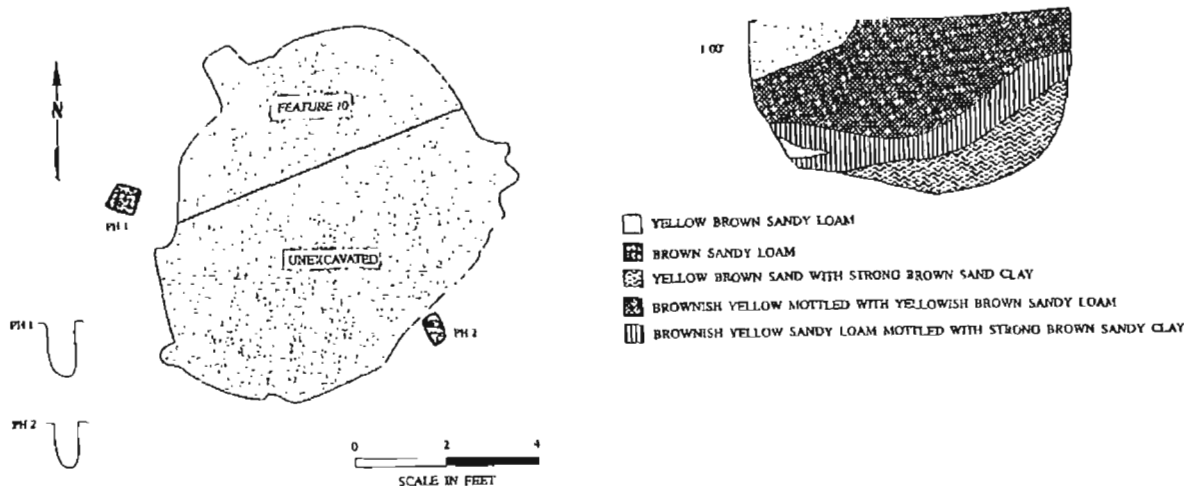 N
FEATURE 10
PH 1
UNEXCAVATED
PH 1
PH 2
PH 2
0 2 4
SCALE IN FEET
1 00'
YELLOW BROWN SANDY LOAM
BROWN SANDY LOAM
YELLOW BROWN SAND WITH STRONG BROWN SAND CLAY
BROWNISH YELLOW MOTTLED WITH YELLOWISH BROWN SANDY LOAM
BROWNISH YELLOW SANDY LOAM MOTTLED WITH STRONG BROWN SANDY CLAY